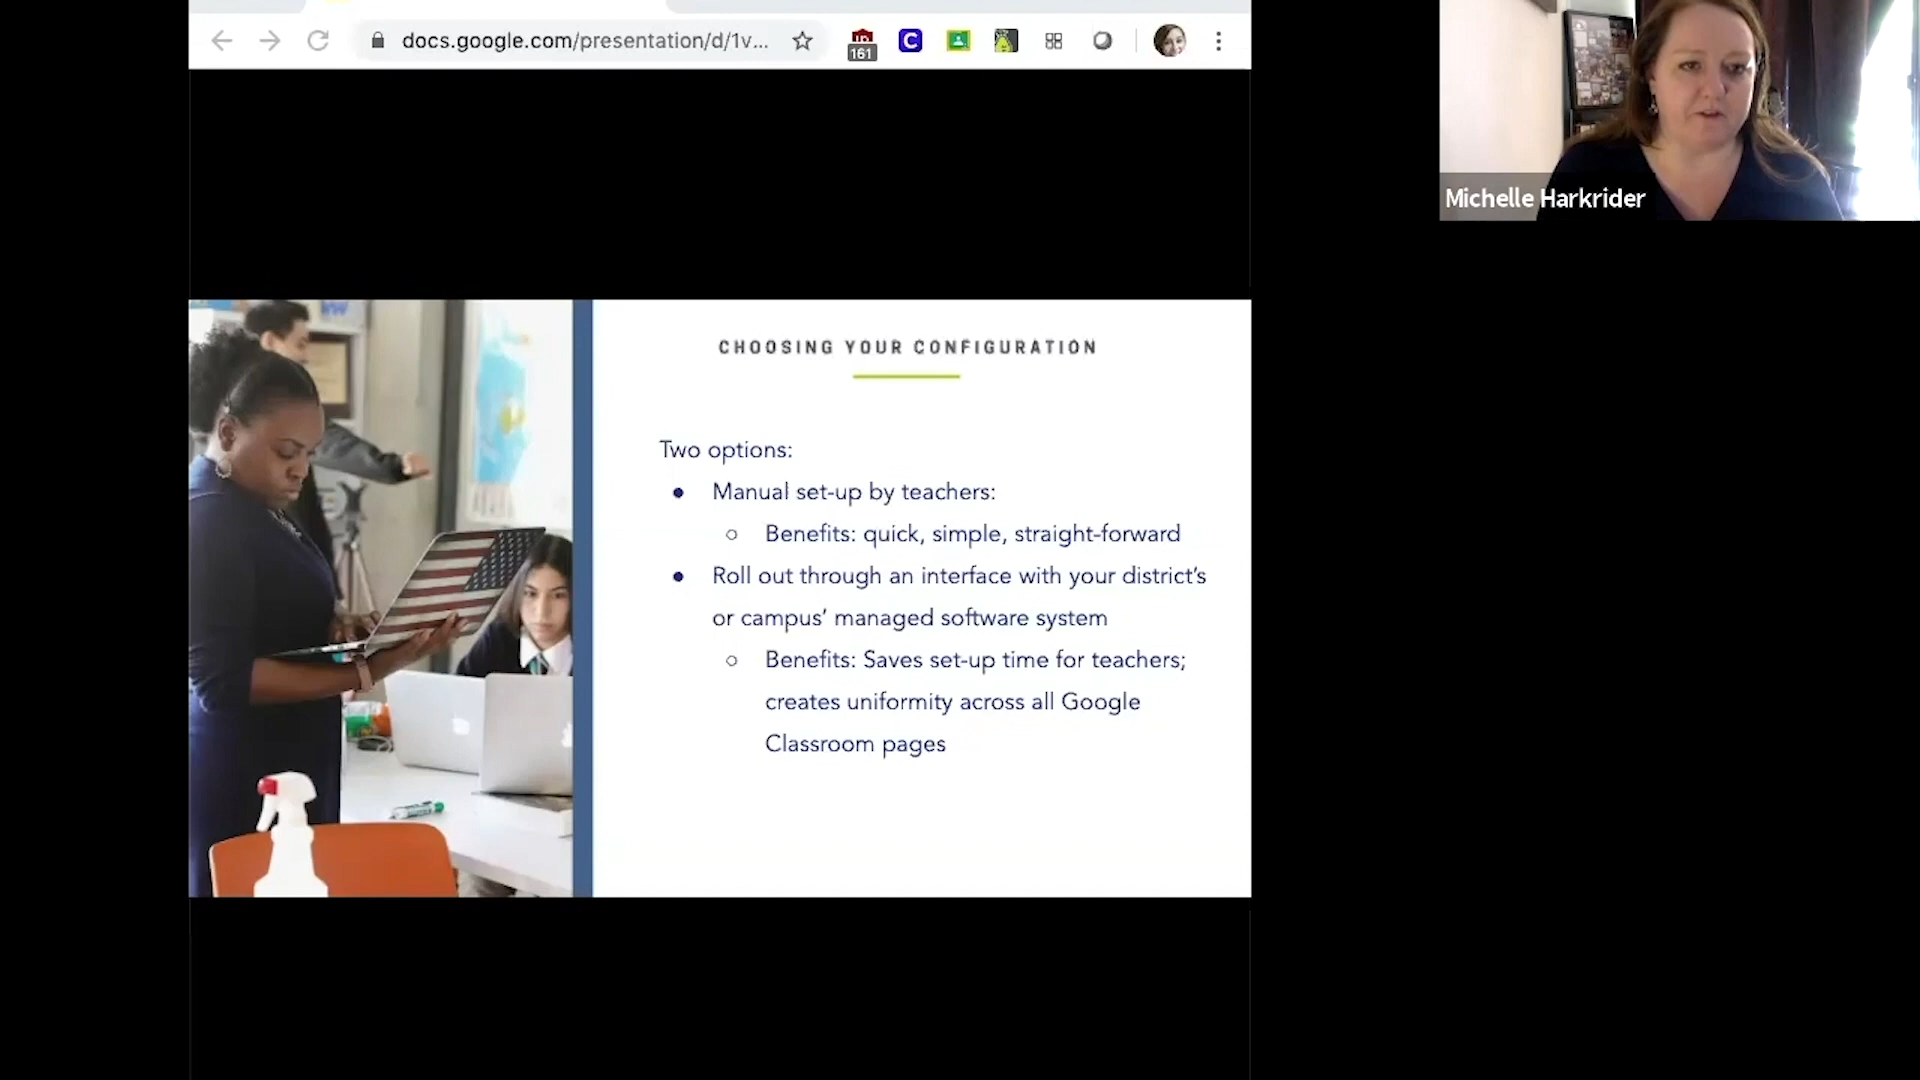 docs.google.com/presentation/d/1v...
161
C
Michelle Harkrider
CHOOSING YOUR CONFIGURATION
Two options:
● Manual set-up by teachers:
○ Benefits: quick, simple, straight-forward
● Roll out through an interface with your district’s
or campus’ managed software system
○ Benefits: Saves set-up time for teachers;
creates uniformity across all Google
Classroom pages